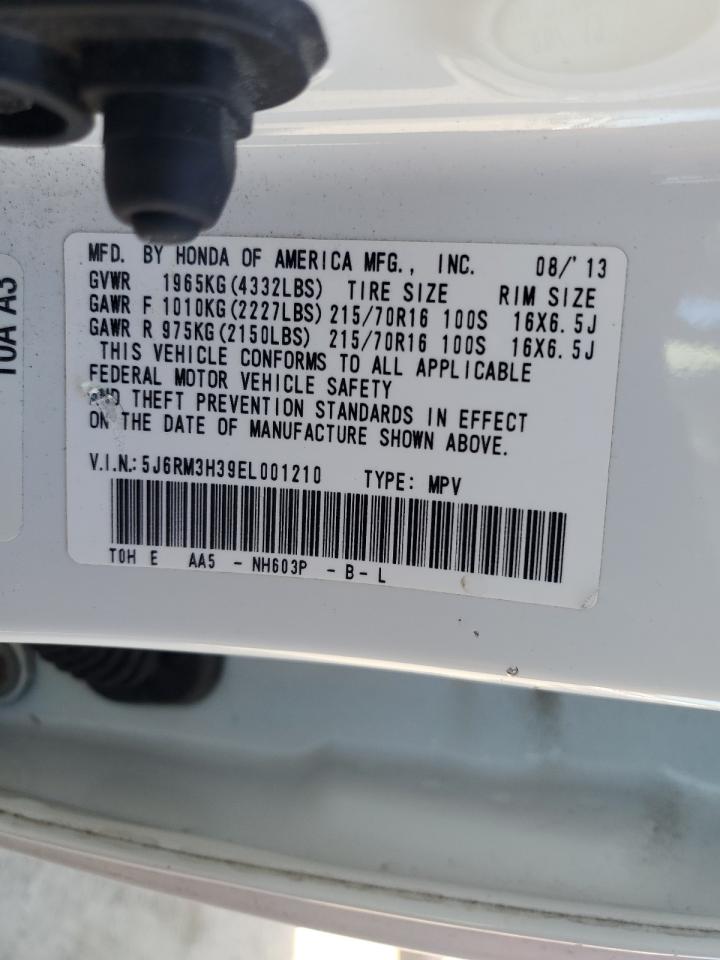 MFD. BY HONDA OF AMERICA MFG., INC. 08/'13
GVWR 1965KG(4332LBS) TIRE SIZE RIM SIZE
GAWR F 1010KG(2227LBS) 215/70R16 100S 16X6.5J
GAWR R 975KG(2150LBS) 215/70R16 100S 16X6.5J
THIS VEHICLE CONFORMS TO ALL APPLICABLE
FEDERAL MOTOR VEHICLE SAFETY
AND THEFT PREVENTION STANDARDS IN EFFECT
ON THE DATE OF MANUFACTURE SHOWN ABOVE.
V.I.N.: 5J6RM3H39EL001210 TYPE: MPV
T0H E AA5 - NH603P - B - L
T0A A3